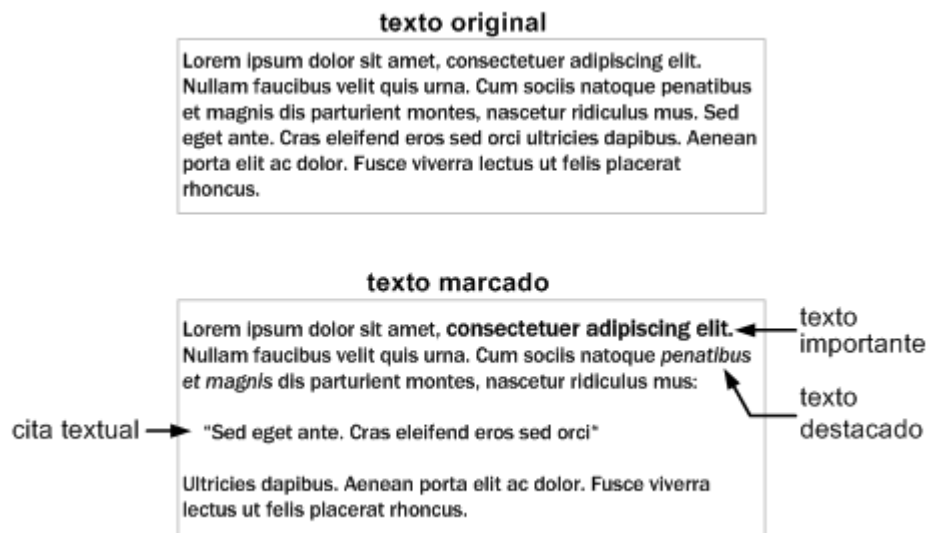 texto original
Lorem ipsum dolor sit amet, consectetuer adipiscing elit.
Nullam faucibus velit quis urna. Cum sociis natoque penatibus
et magnis dis parturient montes, nascetur ridiculus mus. Sed
eget ante. Cras eleifend eros sed orci ultricies dapibus. Aenean
porta elit ac dolor. Fusce viverra lectus ut felis placerat
rhoncus.
texto marcado
Lorem ipsum dolor sit amet, consectetuer adipiscing elit.
texto
importante
Nullam faucibus velit quis urna. Cum sociis natoque penatibus
et magnis dis parturient montes, nascetur ridiculus mus:
texto
destacado
cita textual
"Sed eget ante. Cras eleifend eros sed orci"
Ultricies dapibus. Aenean porta elit ac dolor. Fusce viverra
lectus ut felis placerat rhoncus.